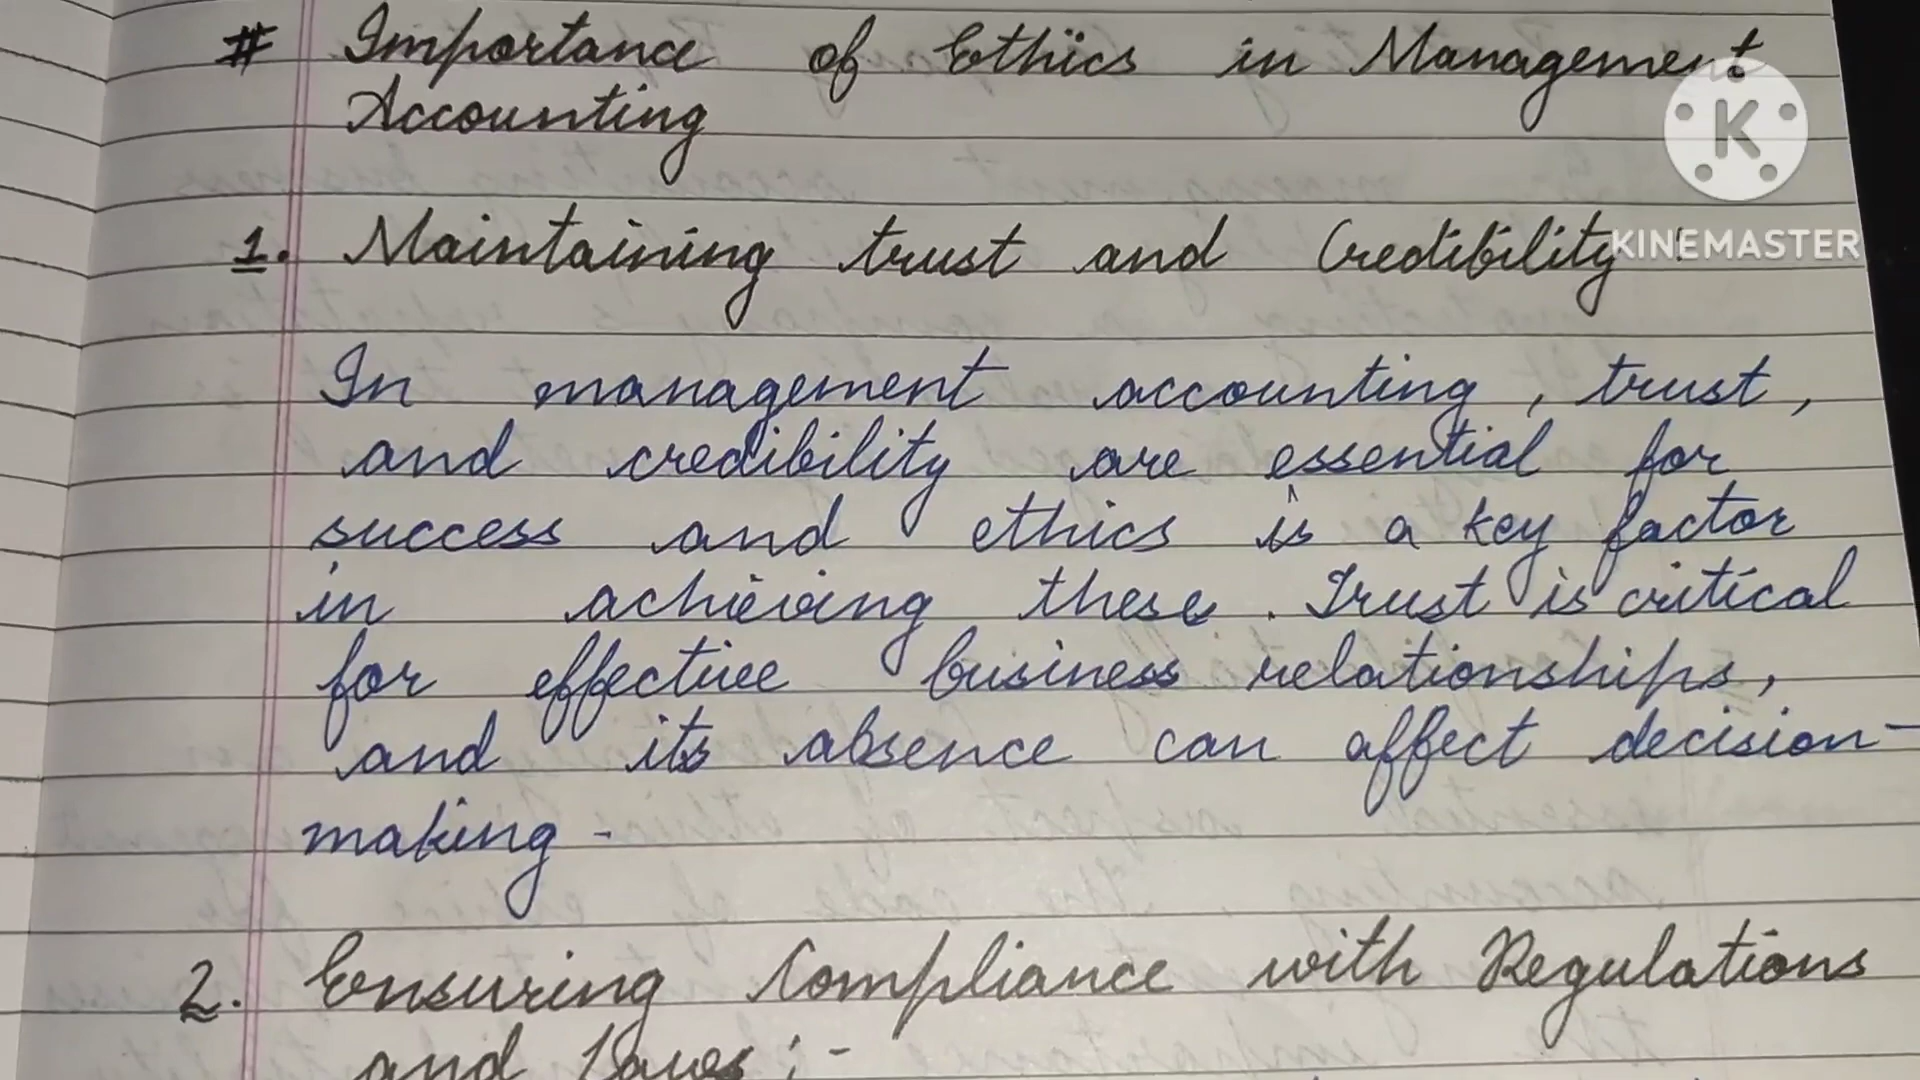 # Importance of Ethics in Management
Accounting
1. Maintaining trust and Credibility :
In management accounting, trust,
and credibility are essential for
success and ethics is a key factor
in achieving these. Trust is critical
for effective business relationships,
and its absence can affect decision-
making -
2. Ensuring Compliance with Regulations
and Laws : -
K
KINEMASTER